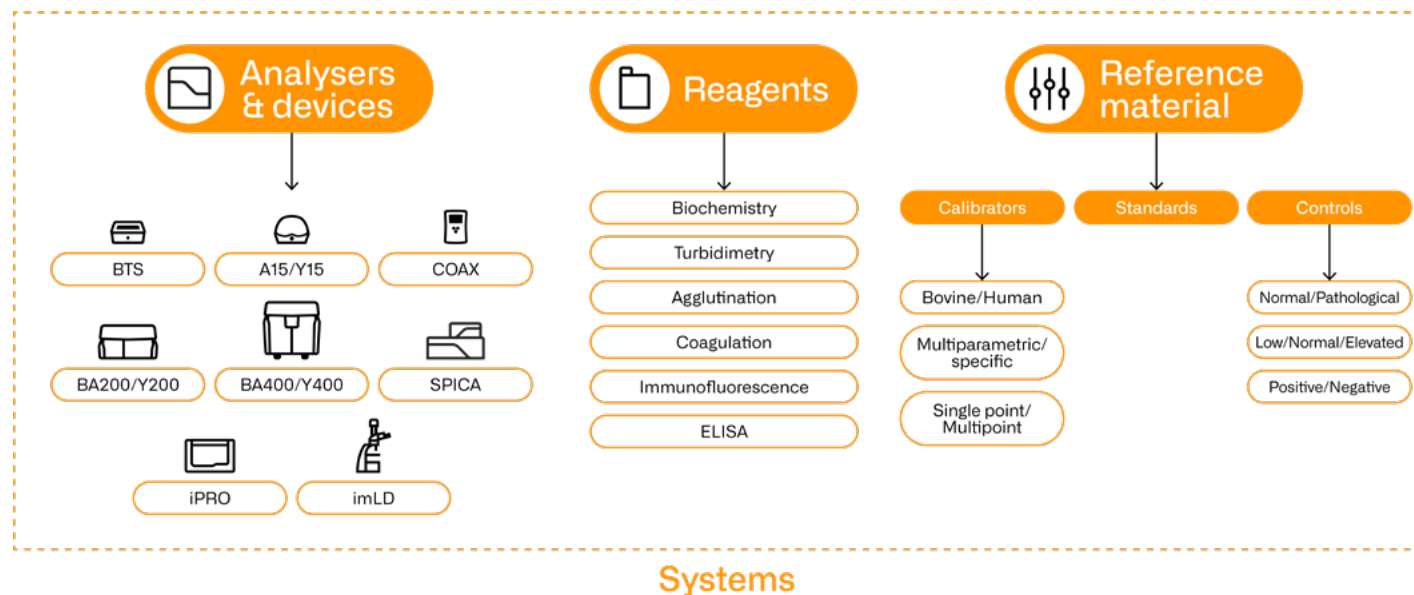 Analysers
& devices
Reagents
Reference
material
BTS
A15/Y15
COAX
BA200/Y200
BA400/Y400
SPICA
iPRO
imLD
Biochemistry
Turbidimetry
Agglutination
Coagulation
Immunofluorescence
ELISA
Calibrators
Standards
Controls
Bovine/Human
Multiparametric/
specific
Single point/
Multipoint
Normal/Pathological
Low/Normal/Elevated
Positive/Negative
Systems